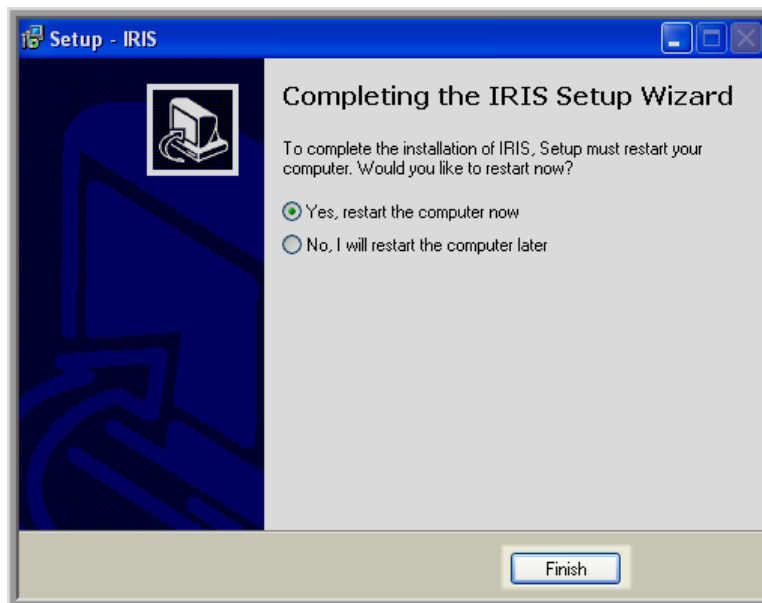 Setup - IRIS
Completing the IRIS Setup Wizard
To complete the installation of IRIS, Setup must restart your
computer. Would you like to restart now?
Yes, restart the computer now
No, I will restart the computer later
Finish